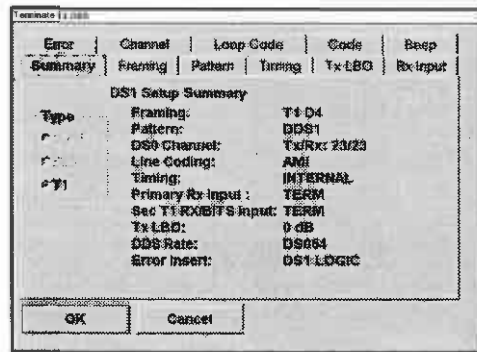 Terminate
Error Channel Loop Code Code Beep
Summary Framing Pattern Timing Tx LBO Rx Input
DS1 Setup Summary
Type
T1
Framing: T1-D4
Pattern: DDS1
DS0 Channel: Tx/Rx: 23/23
Line Coding: AMI
Timing: INTERNAL
Primary Rx Input : TERM
Sec T1 RX/BITS Input: TERM
Tx LBO: 0 dB
DDS Rate: DS064
Error Insert: DS1 LOGIC
OK Cancel